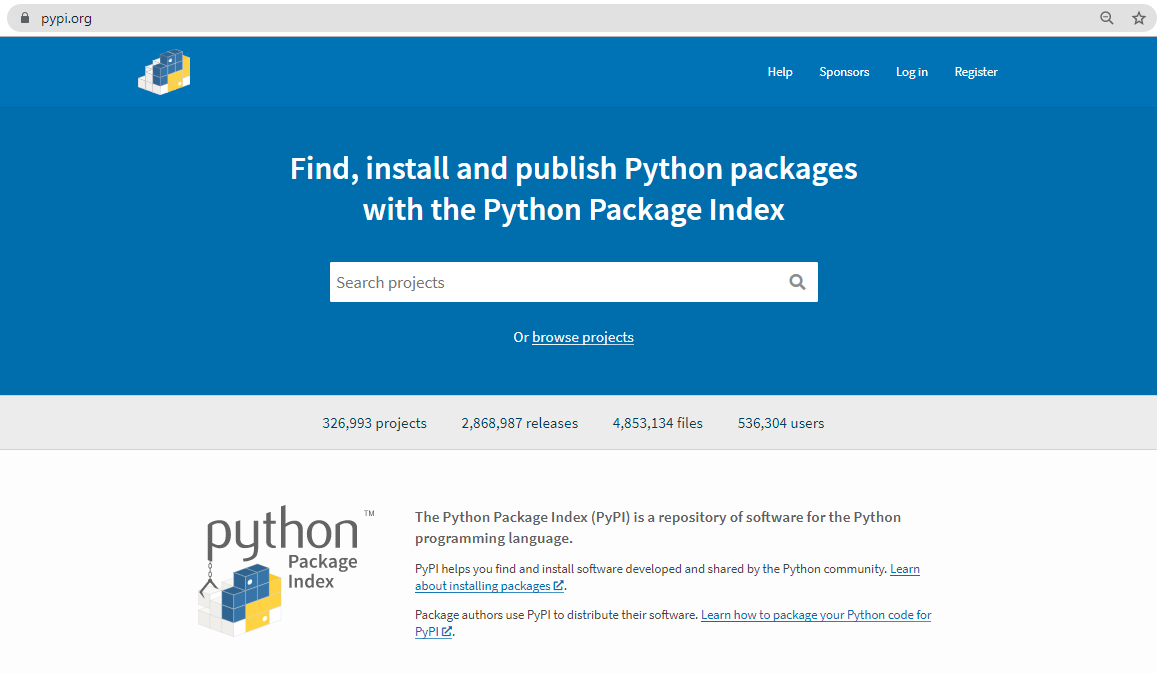 pypi.org
Help Sponsors Log in Register
Find, install and publish Python packages
with the Python Package Index
Search projects
Or browse projects
326,993 projects 2,868,987 releases 4,853,134 files 536,304 users
python™
Package
Index
The Python Package Index (PyPI) is a repository of software for the Python
programming language.
PyPI helps you find and install software developed and shared by the Python community. Learn
about installing packages.
Package authors use PyPI to distribute their software. Learn how to package your Python code for
PyPI.